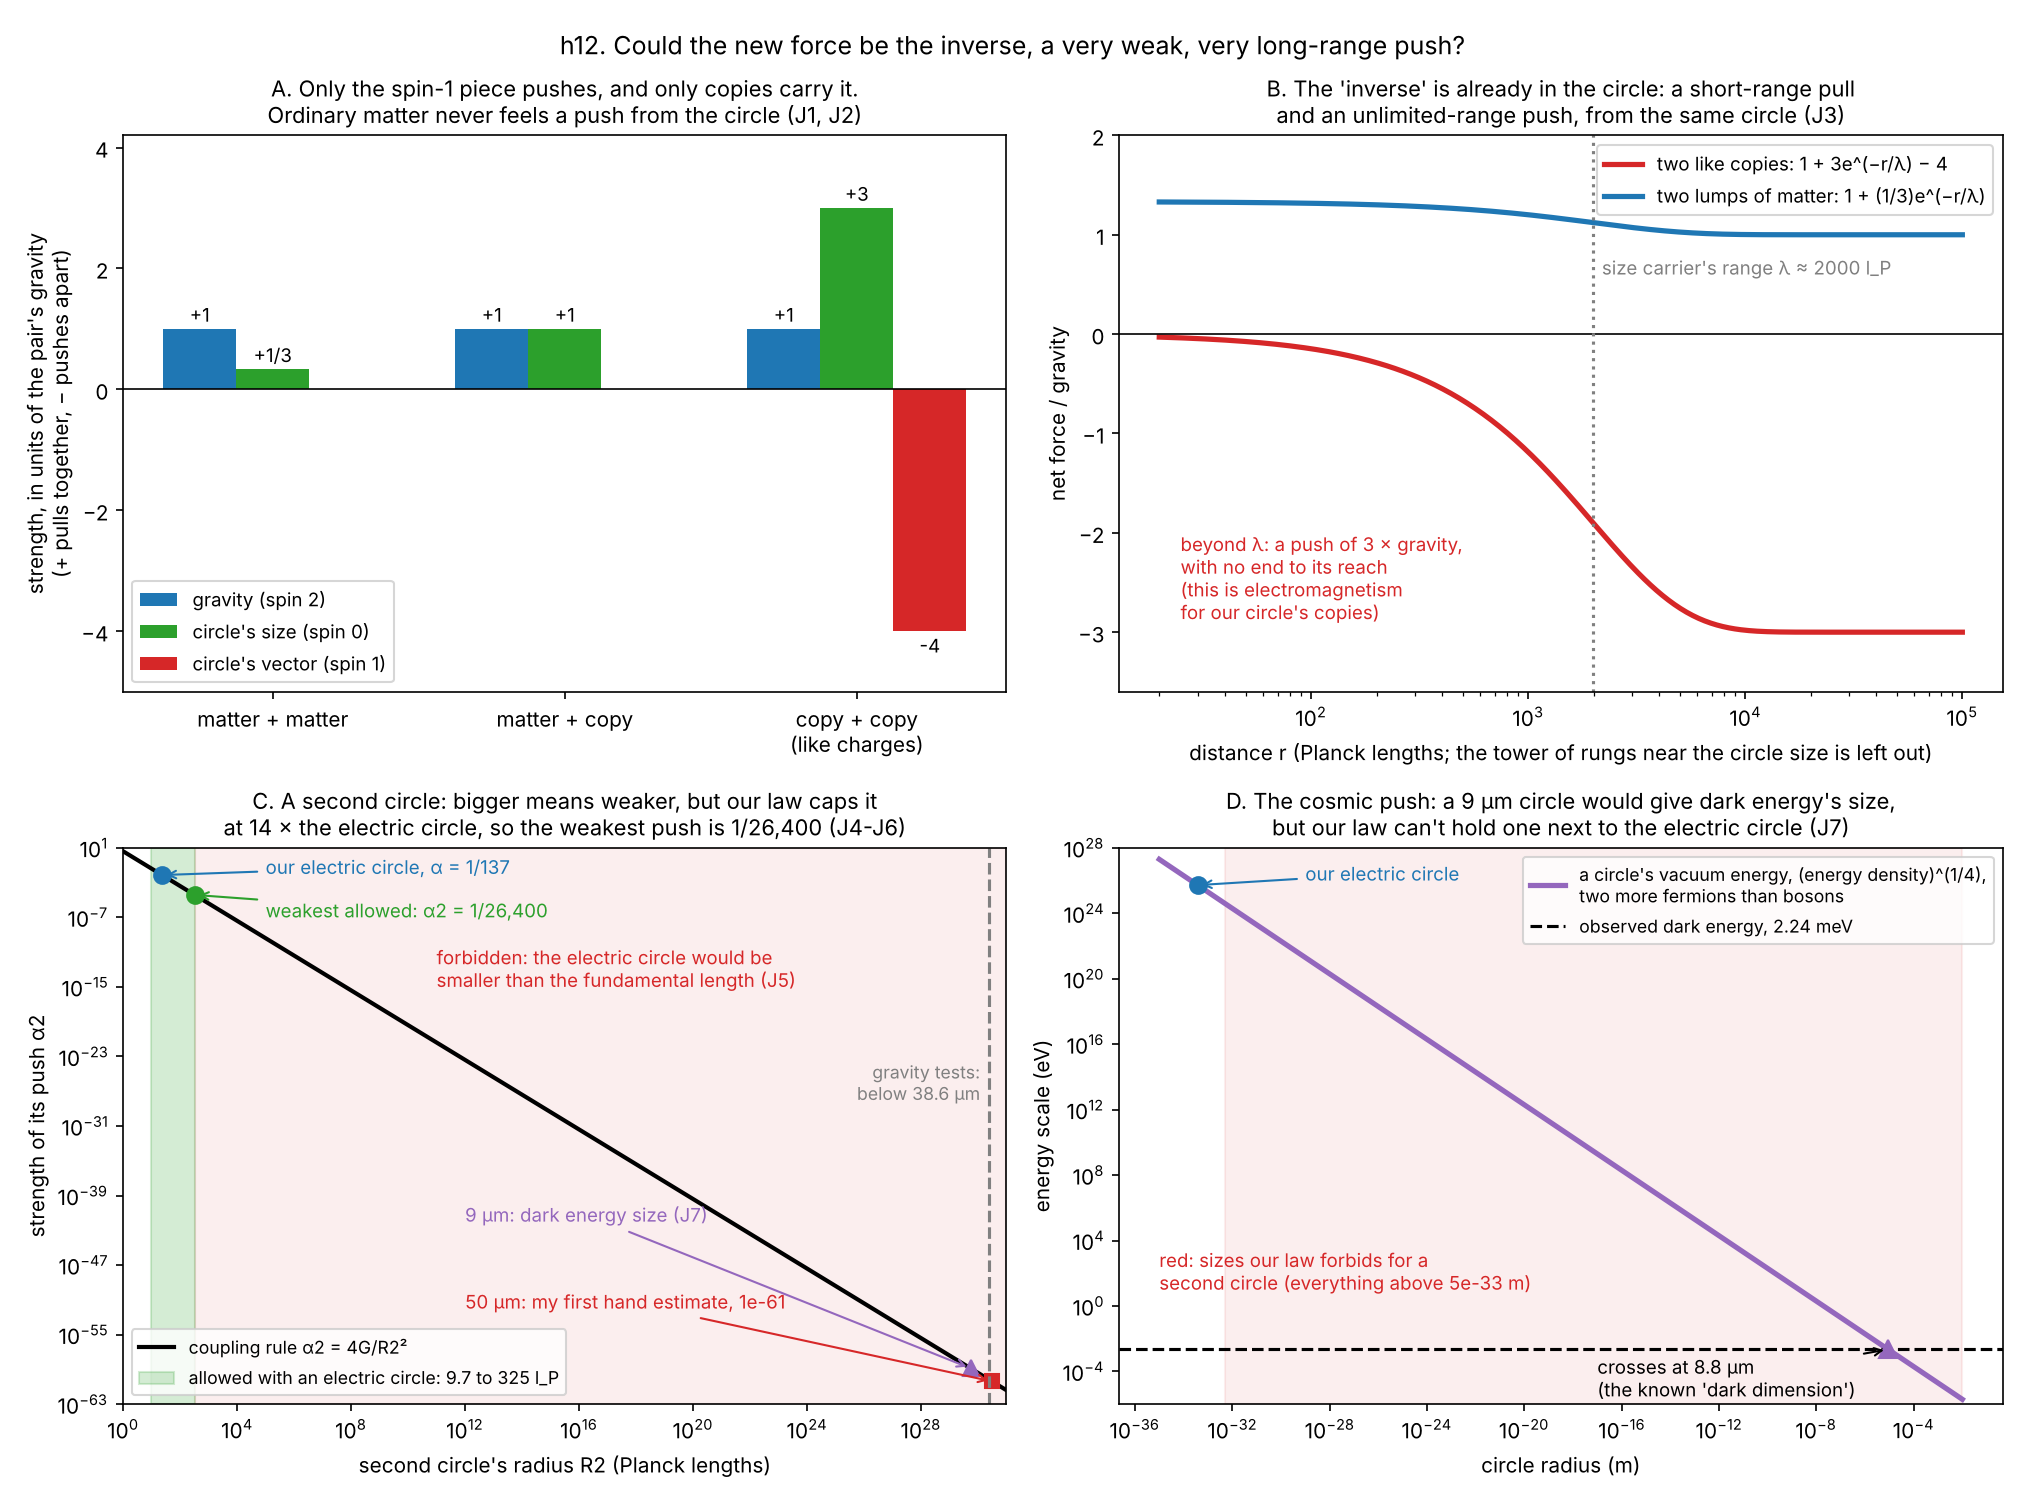 h12. Could the new force be the inverse, a very weak, very long-range push?
A. Only the spin-1 piece pushes, and only copies carry it.
Ordinary matter never feels a push from the circle (J1, J2)
strength, in units of the pair's gravity
(+ pulls together, − pushes apart)
4
2
0
−2
−4
+1
+1/3
+1
+1
+1
+3
-4
gravity (spin 2)
circle's size (spin 0)
circle's vector (spin 1)
matter + matter
matter + copy
copy + copy
(like charges)
B. The 'inverse' is already in the circle: a short-range pull
and an unlimited-range push, from the same circle (J3)
net force / gravity
2
1
0
−1
−2
−3
two like copies: 1 + 3e^(−r/λ) − 4
two lumps of matter: 1 + (1/3)e^(−r/λ)
size carrier's range λ ≈ 2000 l_P
beyond λ: a push of 3 × gravity,
with no end to its reach
(this is electromagnetism
for our circle's copies)
10²
10³
10⁴
10⁵
distance r (Planck lengths; the tower of rungs near the circle size is left out)
C. A second circle: bigger means weaker, but our law caps it
at 14 × the electric circle, so the weakest push is 1/26,400 (J4-J6)
strength of its push α2
10¹
10⁻⁷
10⁻¹⁵
10⁻²³
10⁻³¹
10⁻³⁹
10⁻⁴⁷
10⁻⁵⁵
10⁻⁶³
our electric circle, α = 1/137
weakest allowed: α2 = 1/26,400
forbidden: the electric circle would be
smaller than the fundamental length (J5)
gravity tests:
below 38.6 µm
9 µm: dark energy size (J7)
50 µm: my first hand estimate, 1e-61
coupling rule α2 = 4G/R2²
allowed with an electric circle: 9.7 to 325 l_P
10⁰
10⁴
10⁸
10¹²
10¹⁶
10²⁰
10²⁴
10²⁸
second circle's radius R2 (Planck lengths)
D. The cosmic push: a 9 µm circle would give dark energy's size,
but our law can't hold one next to the electric circle (J7)
energy scale (eV)
10²⁸
10²⁴
10²⁰
10¹⁶
10¹²
10⁸
10⁴
10⁰
10⁻⁴
our electric circle
a circle's vacuum energy, (energy density)^(1/4),
two more fermions than bosons
observed dark energy, 2.24 meV
red: sizes our law forbids for a
second circle (everything above 5e-33 m)
crosses at 8.8 µm
(the known 'dark dimension')
10⁻³⁶
10⁻³²
10⁻²⁸
10⁻²⁴
10⁻²⁰
10⁻¹⁶
10⁻¹²
10⁻⁸
10⁻⁴
circle radius (m)